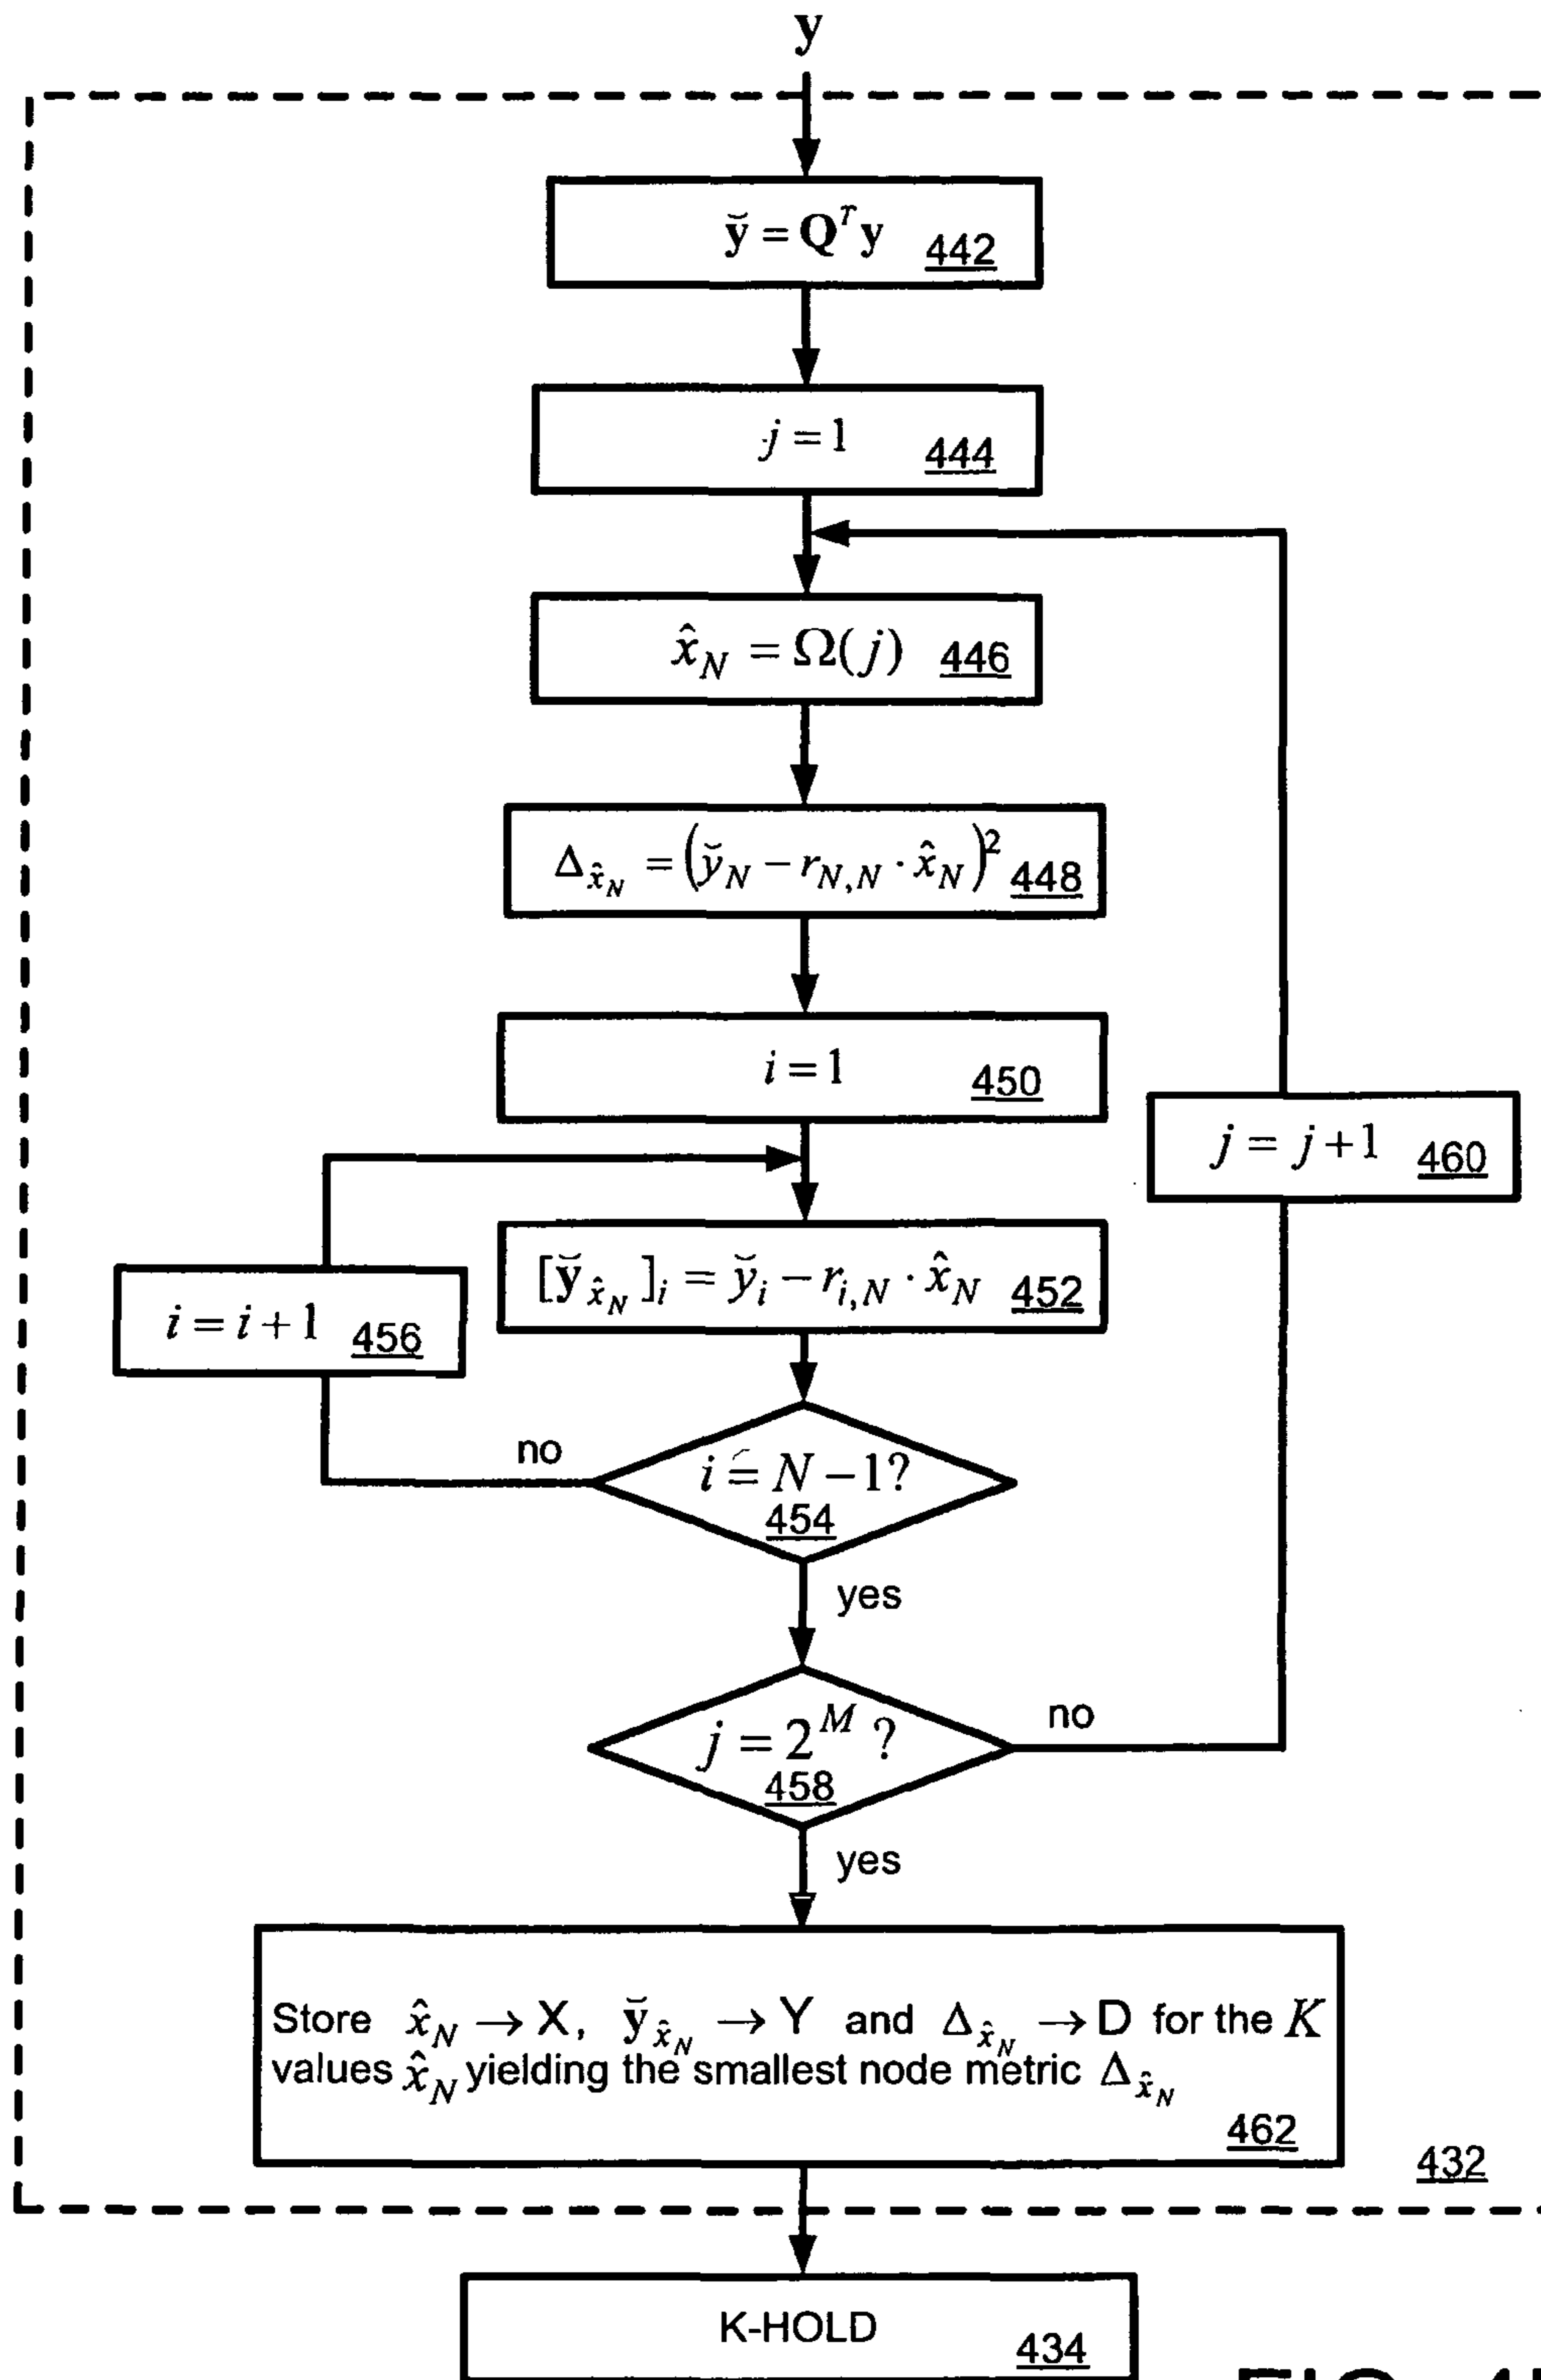 y
y̆ = Qᵀy 442
j = 1 444
x̂_N = Ω(j) 446
Δ_x̂_N = (y̆_N − r_N,N · x̂_N)² 448
i = 1 450
j = j + 1 460
[y̆_x̂_N]_i = y̆_i − r_i,N · x̂_N 452
i = i + 1 456
no
i = N − 1?
454
yes
no
j = 2^M ?
458
yes
Store x̂_N → X, y̆_x̂_N → Y and Δ_x̂_N → D for the K
values x̂_N yielding the smallest node metric Δ_x̂_N
462
432
K-HOLD
434